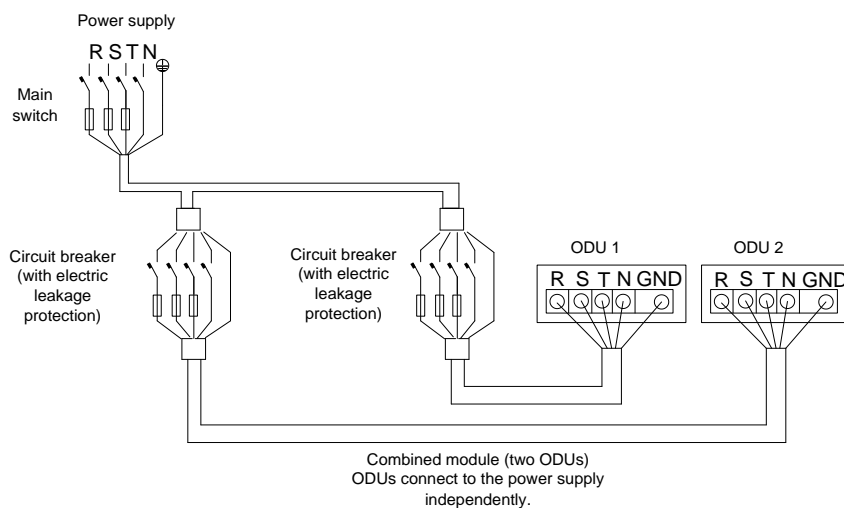 Power supply
R S T N
Main
switch
Circuit breaker
(with electric
leakage
protection)
Circuit breaker
(with electric
leakage
protection)
ODU 1
R S T N GND
ODU 2
R S T N GND
Combined module (two ODUs)
ODUs connect to the power supply
independently.